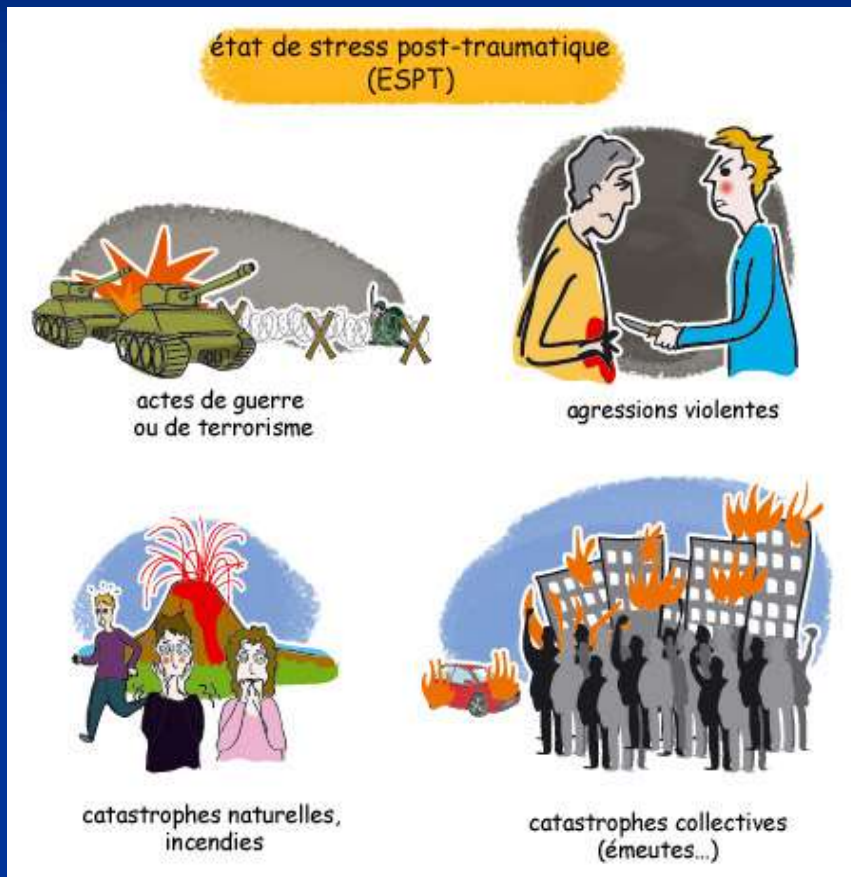 état de stress post-traumatique
(ESPT)
actes de guerre
ou de terrorisme
agressions violentes
catastrophes naturelles,
incendies
catastrophes collectives
(émeutes...)